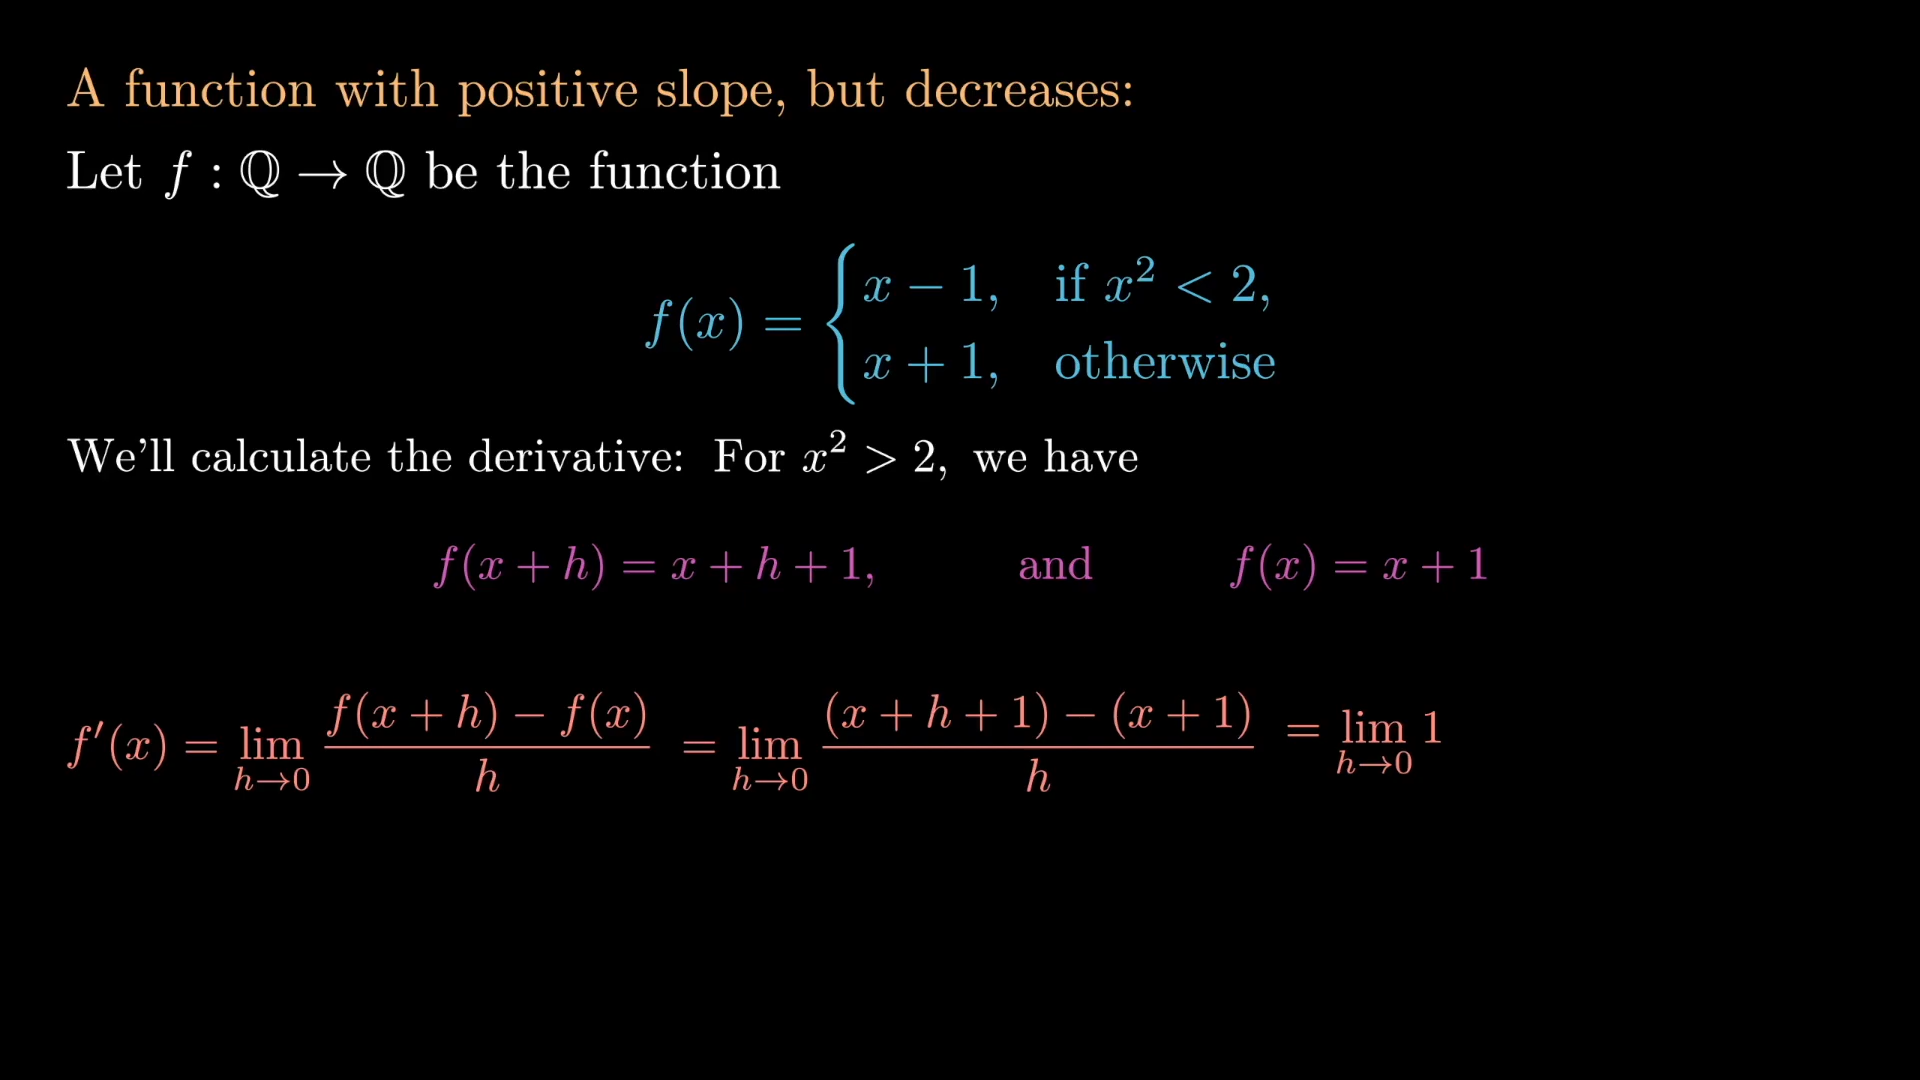 A function with positive slope, but decreases:
Let f : ℚ → ℚ be the function
f(x) = { x − 1, if x² < 2,
x + 1, otherwise
We'll calculate the derivative: For x² > 2, we have
f(x + h) = x + h + 1, and f(x) = x + 1
f′(x) = lim_{h→0} \frac{f(x + h) − f(x)}{h} = lim_{h→0} \frac{(x + h + 1) − (x + 1)}{h} = lim_{h→0} 1